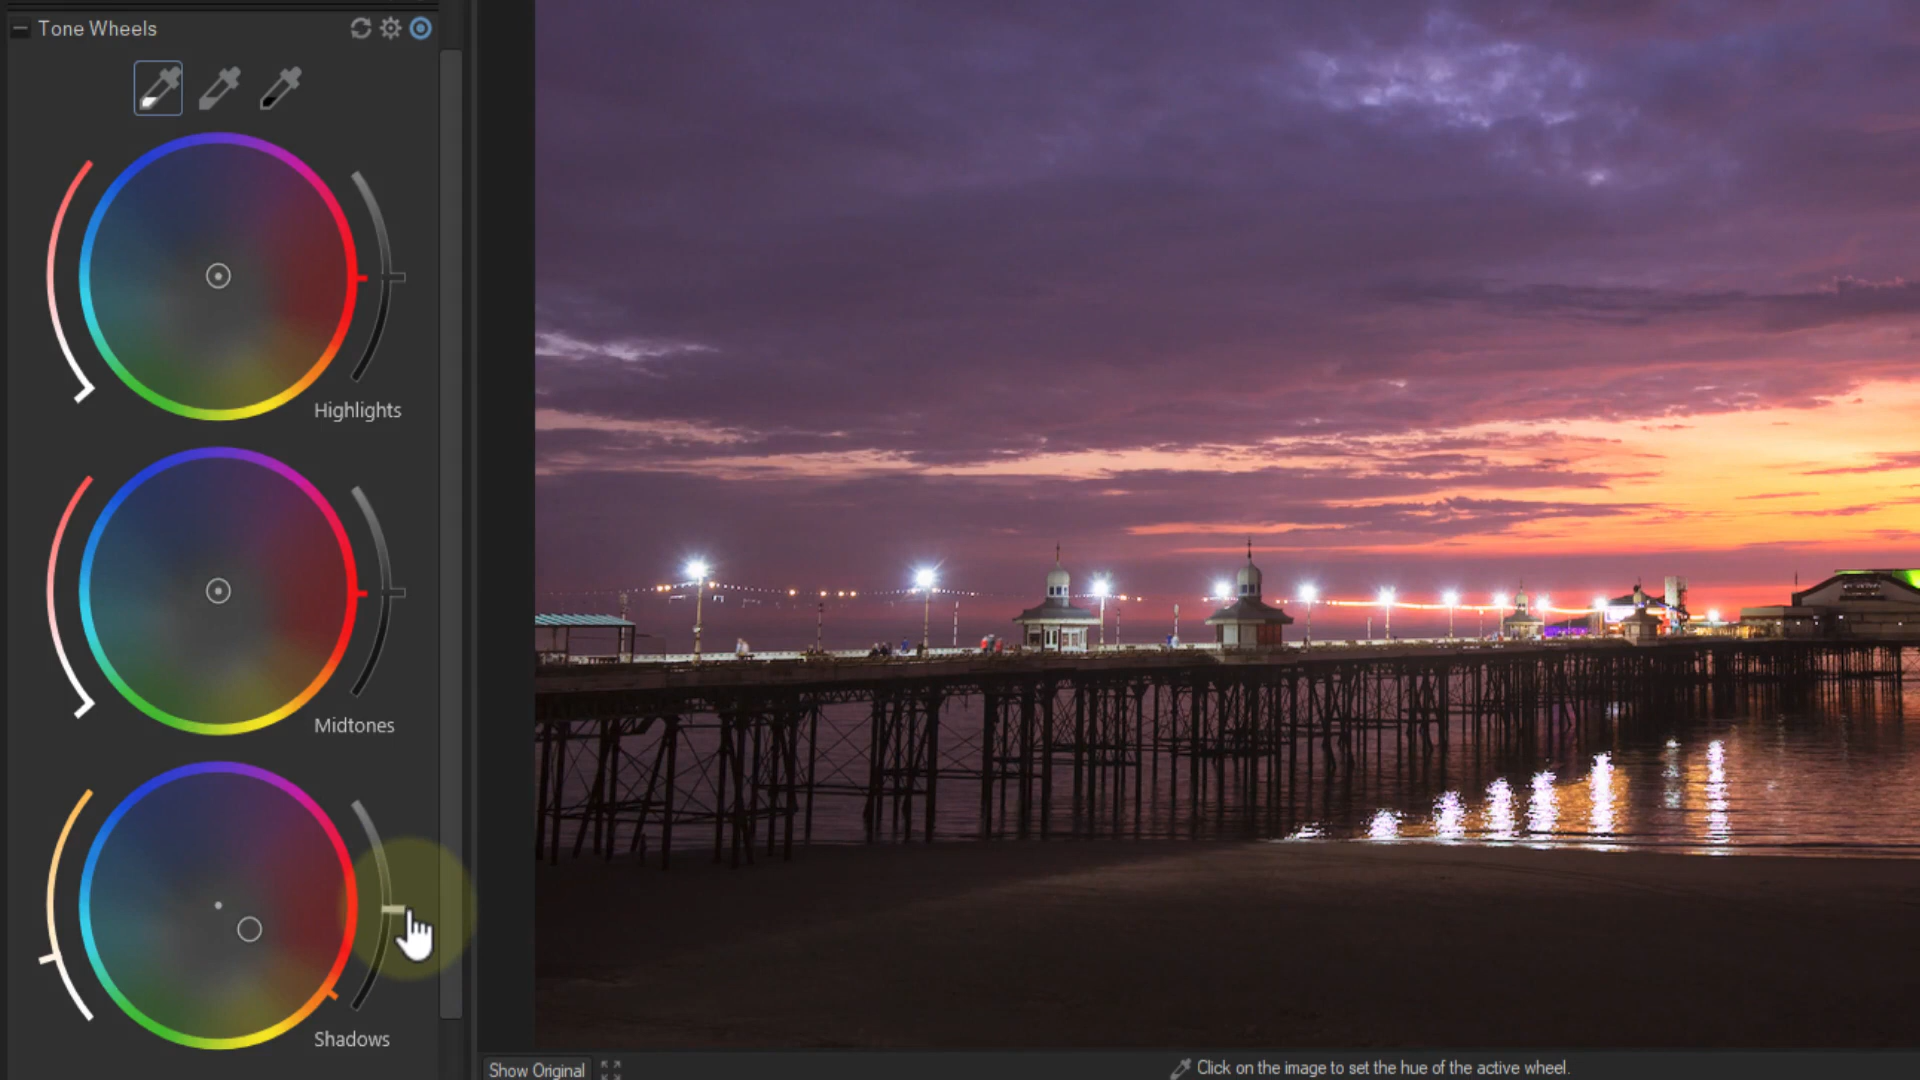 Tone Wheels
Highlights
Midtones
Shadows
Show Original
Click on the image to set the hue of the active wheel.